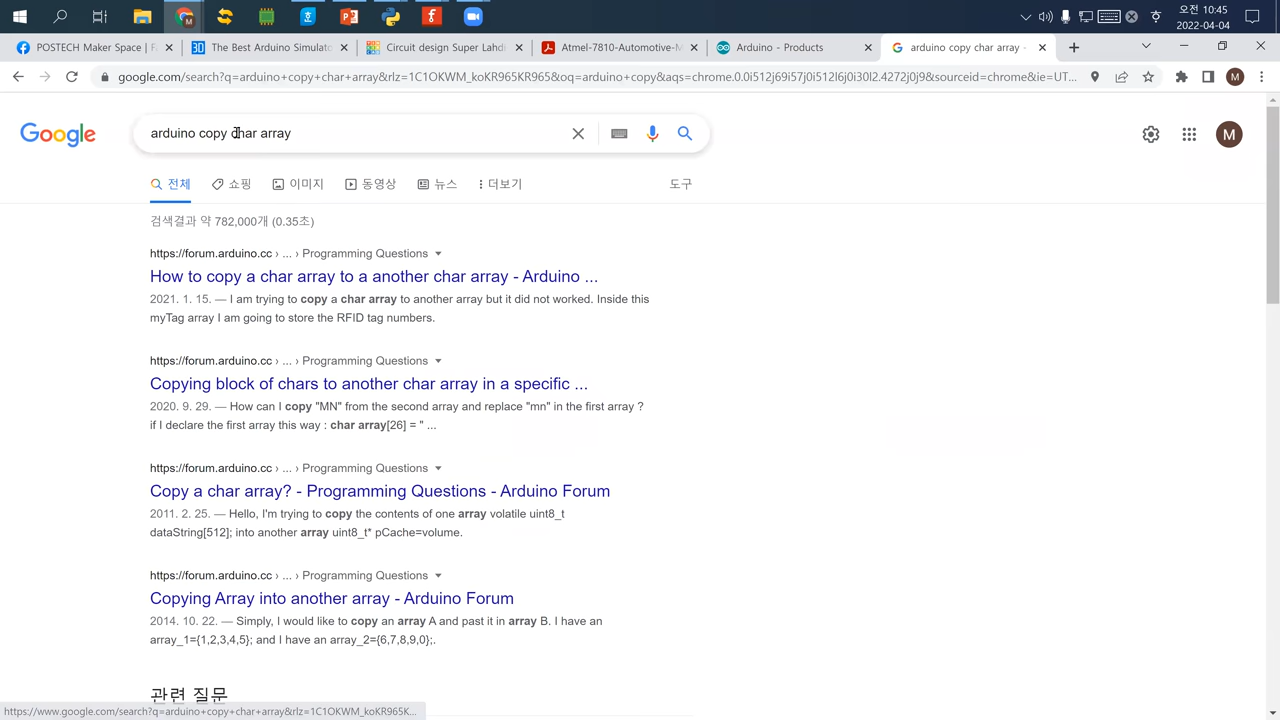 오전 10:45
2022-04-04
POSTECH Maker Space | F
The Best Arduino Simulato
Circuit design Super Lahdi
Atmel-7810-Automotive-M
Arduino - Products
arduino copy char array -
google.com/search?q=arduino+copy+char+array&rlz=1C1OKWM_koKR965KR965&oq=arduino+copy&aqs=chrome.0.0i512j69i57j0i512l6j0i30l2.4272j0j9&sourceid=chrome&ie=UT...
M
Google
arduino copy char array
M
전체
쇼핑
이미지
동영상
뉴스
더보기
도구
검색결과 약 782,000개 (0.35초)
https://forum.arduino.cc › ... › Programming Questions
How to copy a char array to a another char array - Arduino ...
2021. 1. 15. — I am trying to copy a char array to another array but it did not worked. Inside this
myTag array I am going to store the RFID tag numbers.
https://forum.arduino.cc › ... › Programming Questions
Copying block of chars to another char array in a specific ...
2020. 9. 29. — How can I copy "MN" from the second array and replace "mn" in the first array ?
if I declare the first array this way : char array[26] = " ...
https://forum.arduino.cc › ... › Programming Questions
Copy a char array? - Programming Questions - Arduino Forum
2011. 2. 25. — Hello, I'm trying to copy the contents of one array volatile uint8_t
dataString[512]; into another array uint8_t* pCache=volume.
https://forum.arduino.cc › ... › Programming Questions
Copying Array into another array - Arduino Forum
2014. 10. 22. — Simply, I would like to copy an array A and past it in array B. I have an
array_1={1,2,3,4,5}; and I have an array_2={6,7,8,9,0};.
관련 질문
https://www.google.com/search?q=arduino+copy+char+array&rlz=1C1OKWM_koKR965K...